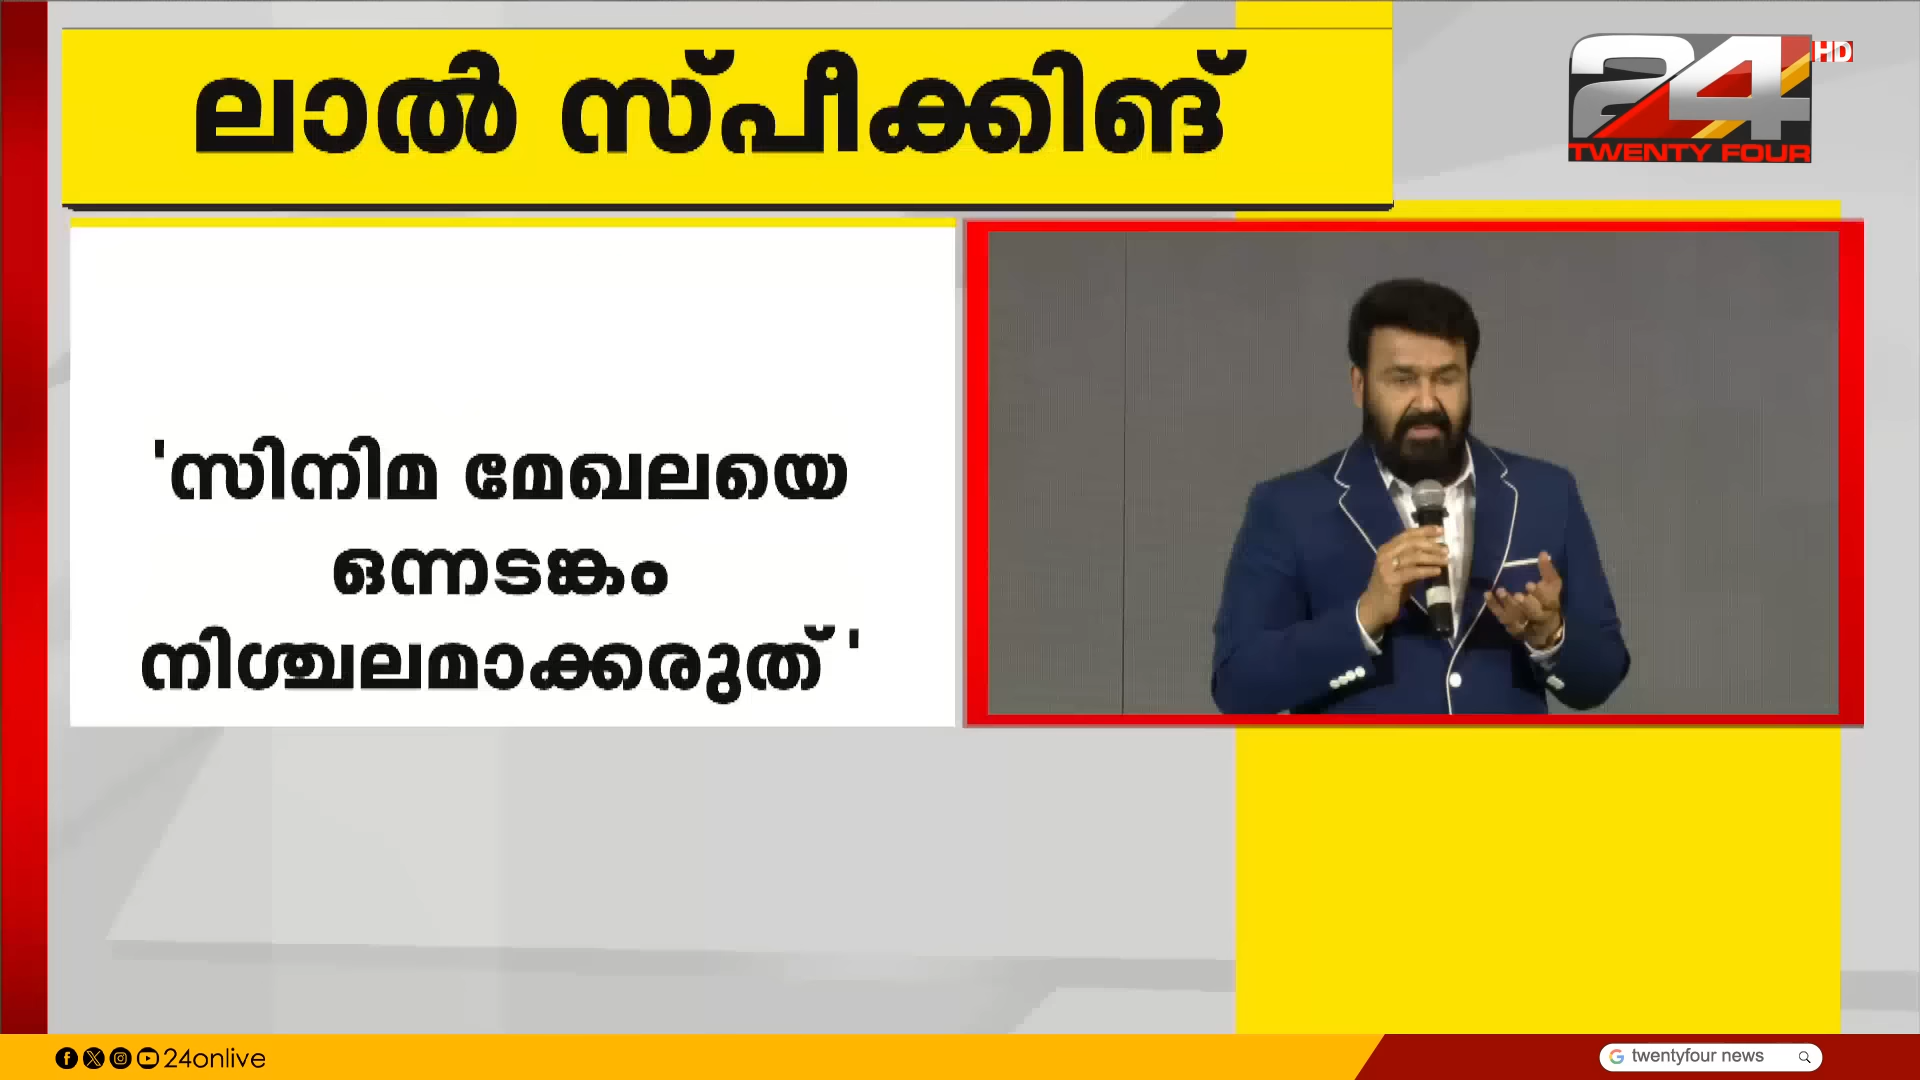 ലാൽ സ്പീക്കിങ്
24 HD
TWENTY FOUR
'സിനിമ മേഖലയെ
ഒന്നടങ്കം
നിശ്ചലമാക്കരുത് '
24onlive
twentyfour news